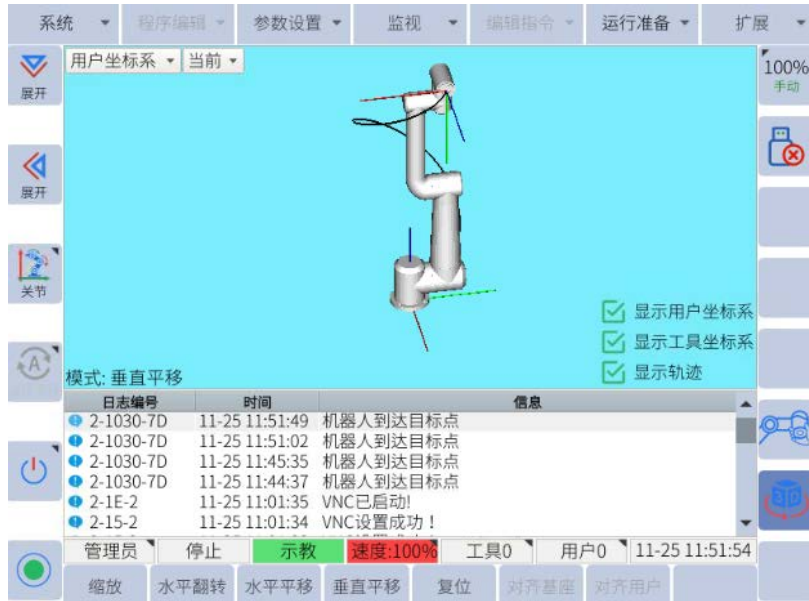 系统 程序编辑 参数设置 监视 编辑指令 运行准备 扩展
展开
用户坐标系 当前
100%
手动
展开
关节
A
显示用户坐标系
显示工具坐标系
显示轨迹
模式: 垂直平移
日志编号 时间 信息
2-1030-7D 11-25 11:51:49 机器人到达目标点
2-1030-7D 11-25 11:51:02 机器人到达目标点
2-1030-7D 11-25 11:45:35 机器人到达目标点
2-1030-7D 11-25 11:44:37 机器人到达目标点
2-1E-2 11-25 11:01:35 VNC已启动!
2-15-2 11-25 11:01:34 VNC设置成功！
3D
管理员 停止 示教 速度:100% 工具0 用户0 11-25 11:51:54
缩放 水平翻转 水平平移 垂直平移 复位 对齐基座 对齐用户